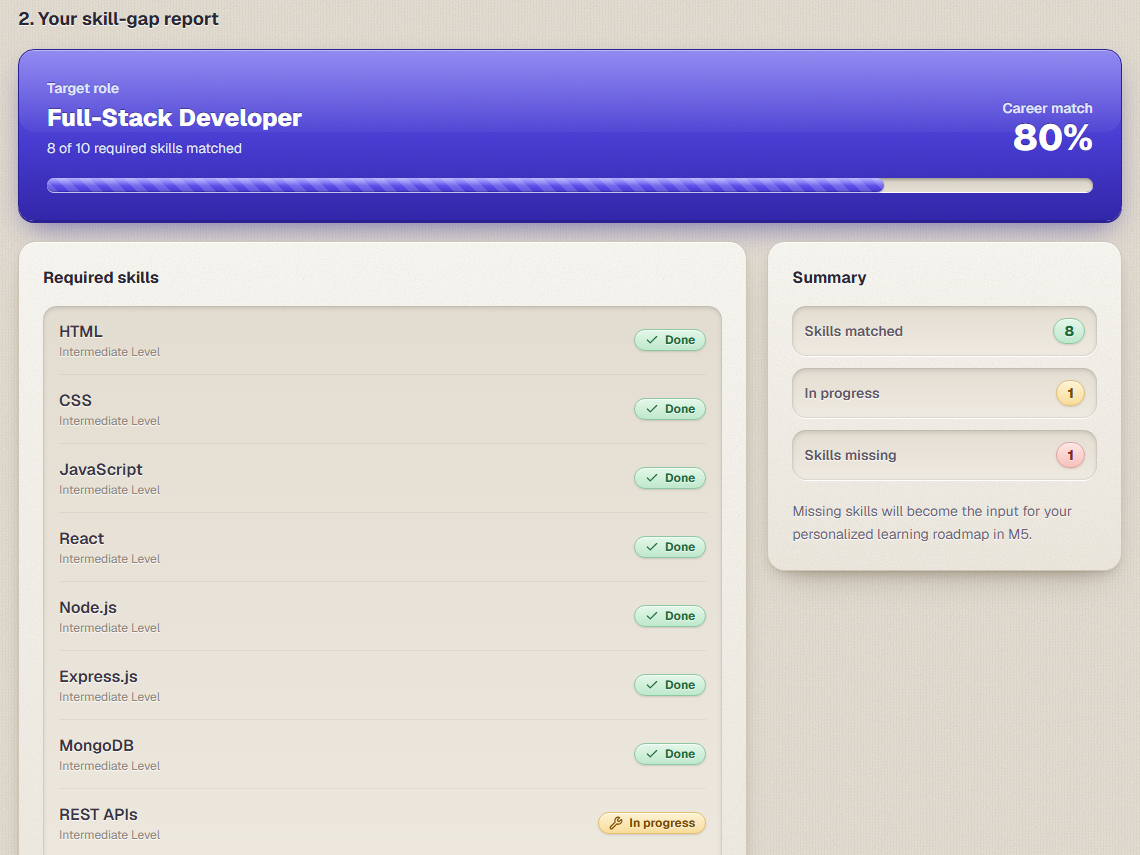 2. Your skill-gap report
Target role
Full-Stack Developer
8 of 10 required skills matched
Career match
80%
Required skills
HTML
Intermediate Level
Done
CSS
Intermediate Level
Done
JavaScript
Intermediate Level
Done
React
Intermediate Level
Done
Node.js
Intermediate Level
Done
Express.js
Intermediate Level
Done
MongoDB
Intermediate Level
Done
REST APIs
Intermediate Level
In progress
Summary
Skills matched
8
In progress
1
Skills missing
1
Missing skills will become the input for your
personalized learning roadmap in M5.